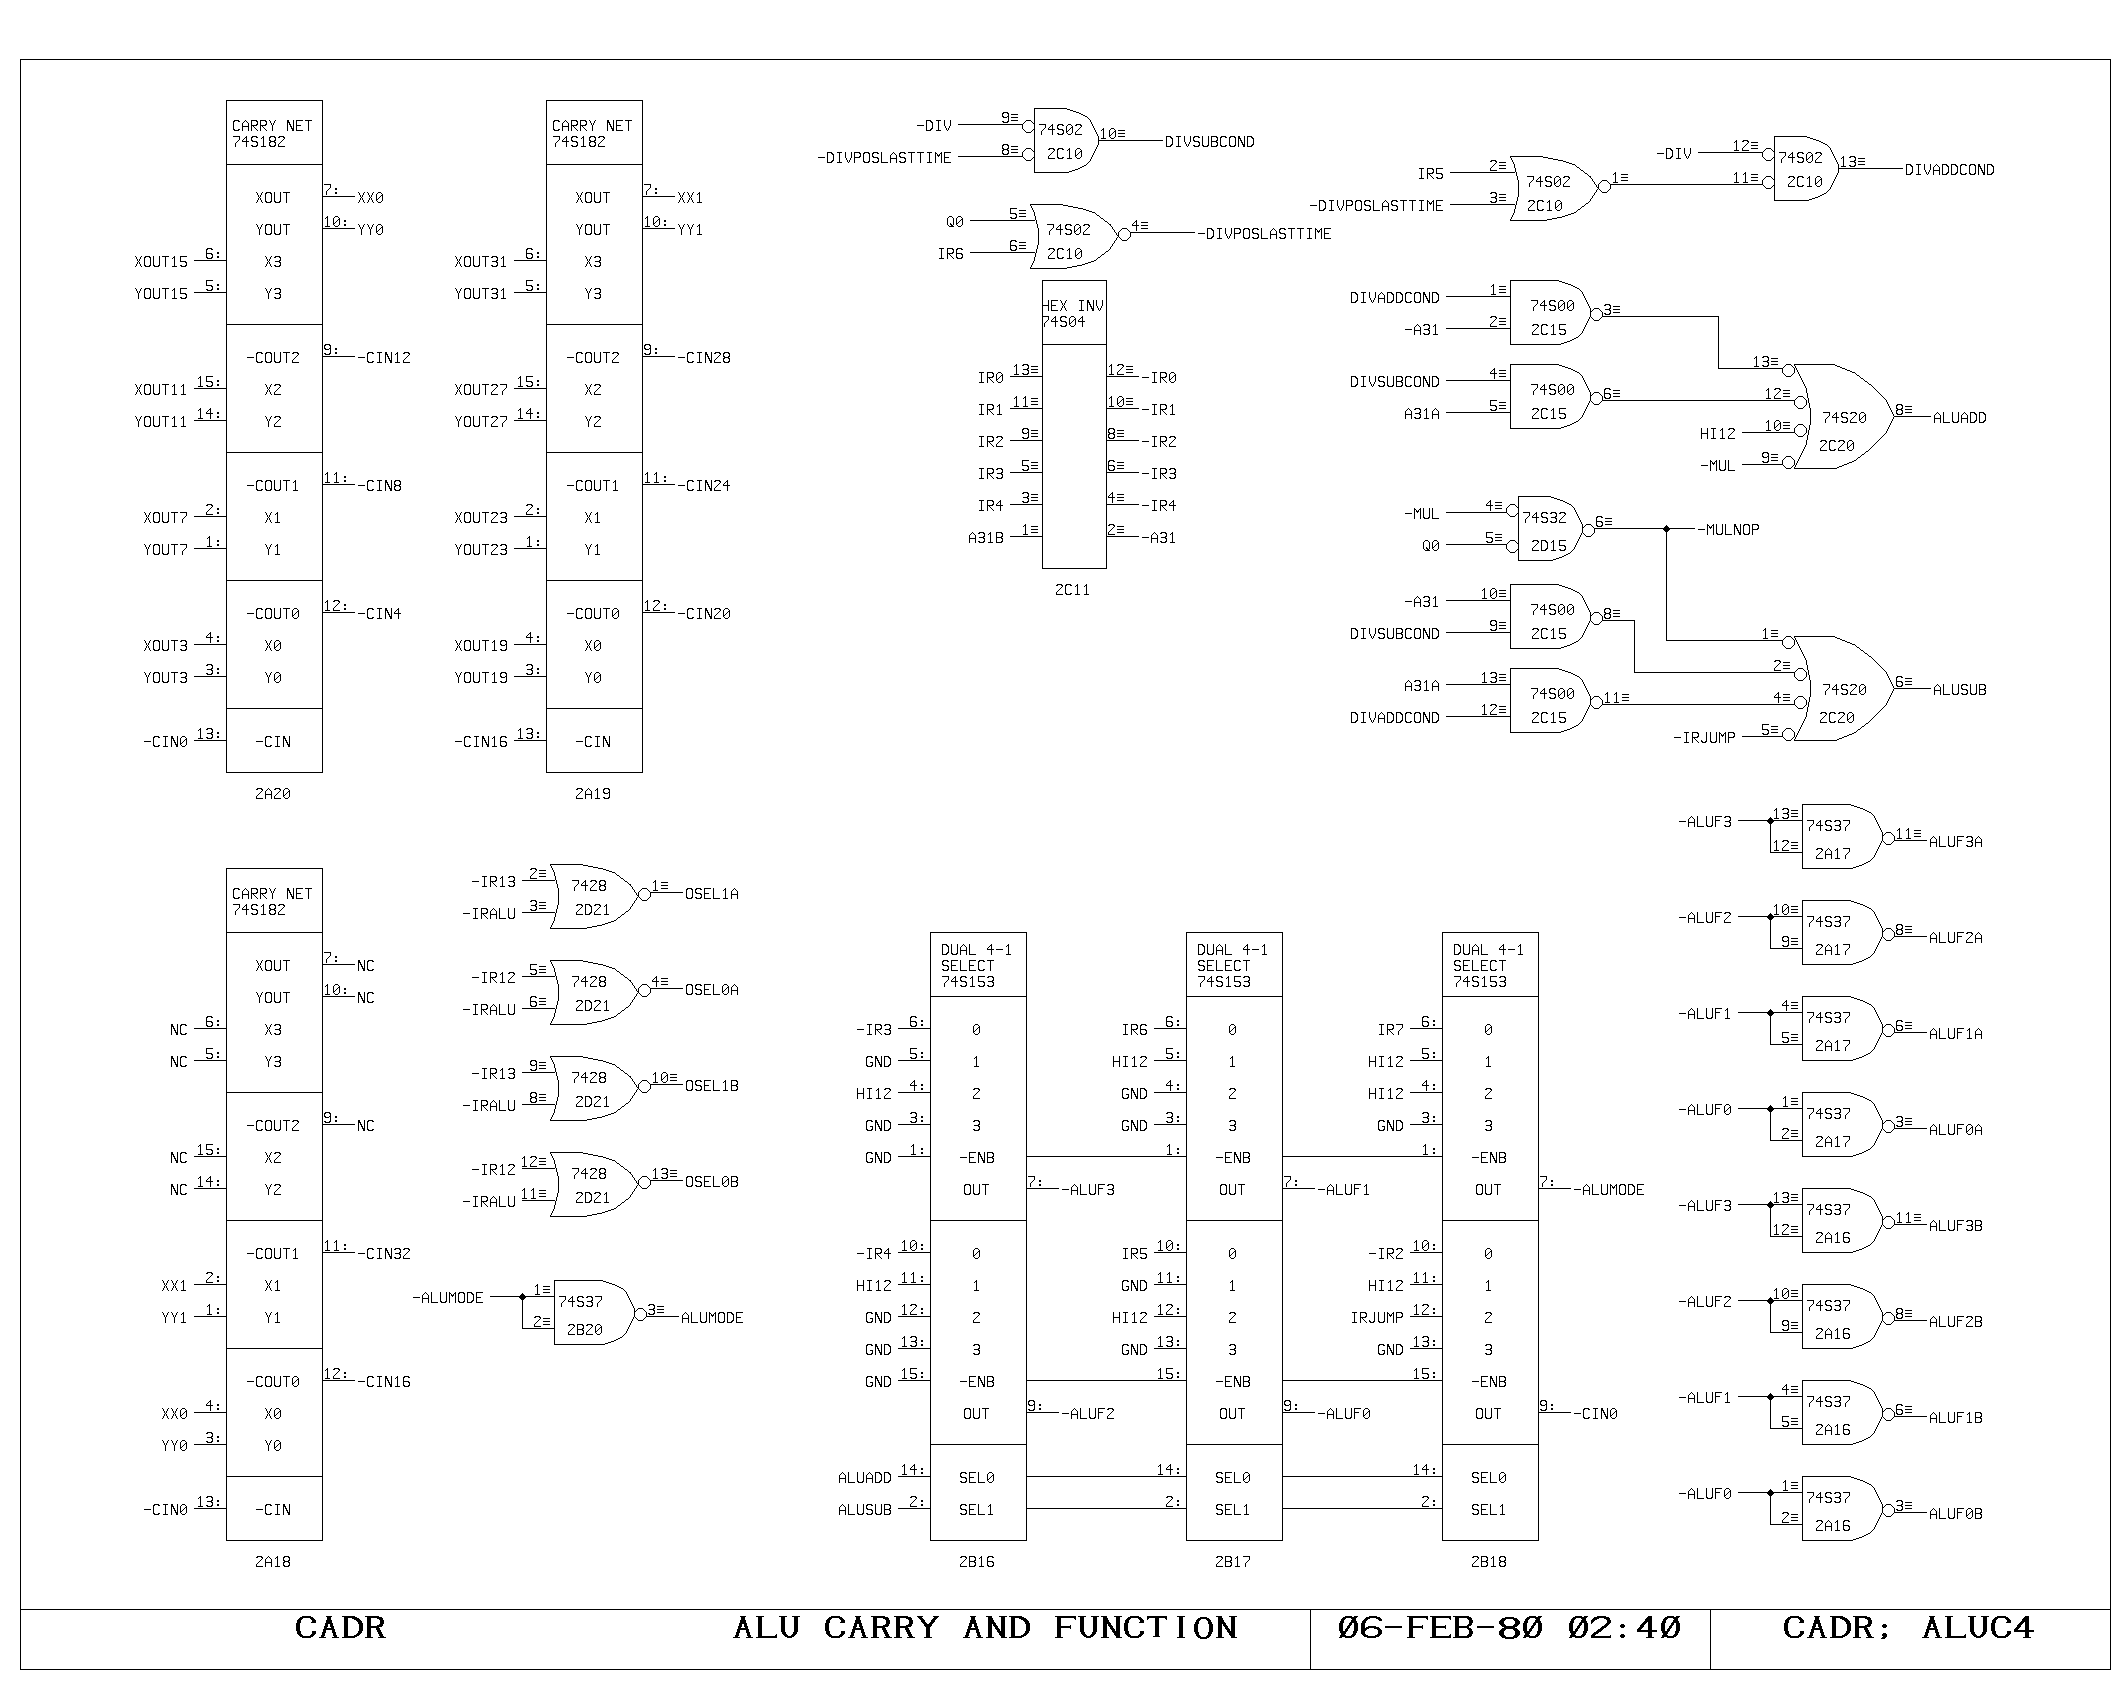 CARRY NET
74S182
XOUT 7: XX0
YOUT 10: YY0
XOUT15 6: X3
YOUT15 5: Y3
-COUT2 9: -CIN12
XOUT11 15: X2
YOUT11 14: Y2
-COUT1 11: -CIN8
XOUT7 2: X1
YOUT7 1: Y1
-COUT0 12: -CIN4
XOUT3 4: X0
YOUT3 3: Y0
-CIN0 13: -CIN
2A20
CARRY NET
74S182
XOUT 7: XX1
YOUT 10: YY1
XOUT31 6: X3
YOUT31 5: Y3
-COUT2 9: -CIN28
XOUT27 15: X2
YOUT27 14: Y2
-COUT1 11: -CIN24
XOUT23 2: X1
YOUT23 1: Y1
-COUT0 12: -CIN20
XOUT19 4: X0
YOUT19 3: Y0
-CIN16 13: -CIN
2A19
-DIV 9≡ 74S02 10≡ DIVSUBCOND
-DIVPOSLASTTIME 8≡ 2C10
Q0 5≡ 74S02 4≡ -DIVPOSLASTTIME
IR6 6≡ 2C10
HEX INV
74S04
IR0 13≡ 12≡ -IR0
IR1 11≡ 10≡ -IR1
IR2 9≡ 8≡ -IR2
IR3 5≡ 6≡ -IR3
IR4 3≡ 4≡ -IR4
A31B 1≡ 2≡ -A31
2C11
IR5 2≡ 74S02 1≡
-DIVPOSLASTTIME 3≡ 2C10
-DIV 12≡ 74S02 13≡ DIVADDCOND
11≡ 2C10
DIVADDCOND 1≡ 74S00 3≡
-A31 2≡ 2C15
DIVSUBCOND 4≡ 74S00 6≡
A31A 5≡ 2C15
13≡
12≡ 74S20 8≡ ALUADD
HI12 10≡ 2C20
-MUL 9≡
-MUL 4≡ 74S32 6≡ -MULNOP
Q0 5≡ 2D15
-A31 10≡ 74S00 8≡
DIVSUBCOND 9≡ 2C15
A31A 13≡ 74S00 11≡
DIVADDCOND 12≡ 2C15
1≡
2≡ 74S20 6≡ ALUSUB
4≡ 2C20
-IRJUMP 5≡
CARRY NET
74S182
XOUT 7: NC
YOUT 10: NC
NC 6: X3
NC 5: Y3
-COUT2 9: NC
NC 15: X2
NC 14: Y2
-COUT1 11: -CIN32
XX1 2: X1
YY1 1: Y1
-COUT0 12: -CIN16
XX0 4: X0
YY0 3: Y0
-CIN0 13: -CIN
2A18
-IR13 2≡ 7428 1≡ OSEL1A
-IRALU 3≡ 2D21
-IR12 5≡ 7428 4≡ OSEL0A
-IRALU 6≡ 2D21
-IR13 9≡ 7428 10≡ OSEL1B
-IRALU 8≡ 2D21
-IR12 12≡ 7428 13≡ OSEL0B
-IRALU 11≡ 2D21
-ALUMODE 1≡ 74S37 3≡ ALUMODE
2≡ 2B20
DUAL 4-1
SELECT
74S153
-IR3 6: 0
GND 5: 1
HI12 4: 2
GND 3: 3
GND 1: -ENB
OUT 7: -ALUF3
-IR4 10: 0
HI12 11: 1
GND 12: 2
GND 13: 3
GND 15: -ENB
OUT 9: -ALUF2
ALUADD 14: SEL0
ALUSUB 2: SEL1
2B16
DUAL 4-1
SELECT
74S153
IR6 6: 0
HI12 5: 1
GND 4: 2
GND 3: 3
1: -ENB
OUT 7: -ALUF1
IR5 10: 0
GND 11: 1
HI12 12: 2
GND 13: 3
15: -ENB
OUT 9: -ALUF0
14: SEL0
2: SEL1
2B17
DUAL 4-1
SELECT
74S153
IR7 6: 0
HI12 5: 1
HI12 4: 2
GND 3: 3
1: -ENB
OUT 7: -ALUMODE
-IR2 10: 0
HI12 11: 1
IRJUMP 12: 2
GND 13: 3
15: -ENB
OUT 9: -CIN0
14: SEL0
2: SEL1
2B18
-ALUF3 13≡ 74S37 11≡ ALUF3A
12≡ 2A17
-ALUF2 10≡ 74S37 8≡ ALUF2A
9≡ 2A17
-ALUF1 4≡ 74S37 6≡ ALUF1A
5≡ 2A17
-ALUF0 1≡ 74S37 3≡ ALUF0A
2≡ 2A17
-ALUF3 13≡ 74S37 11≡ ALUF3B
12≡ 2A16
-ALUF2 10≡ 74S37 8≡ ALUF2B
9≡ 2A16
-ALUF1 4≡ 74S37 6≡ ALUF1B
5≡ 2A16
-ALUF0 1≡ 74S37 3≡ ALUF0B
2≡ 2A16
CADR ALU CARRY AND FUNCTION 06-FEB-80 02:40 CADR; ALUC4